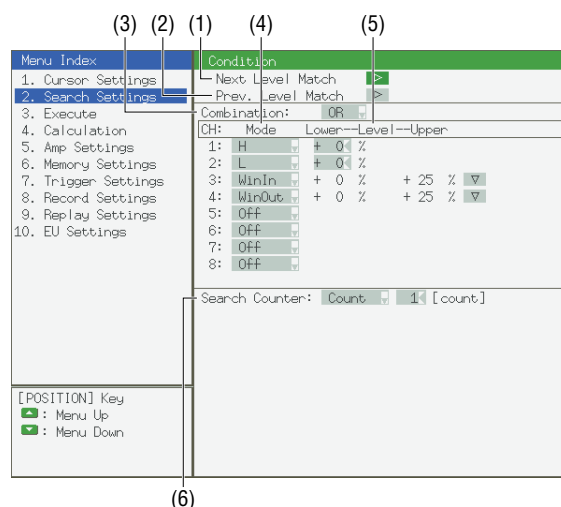 (3) (2) (1) (4) (5)
Menu Index
1. Cursor Settings
2. Search Settings
3. Execute
4. Calculation
5. Amp Settings
6. Memory Settings
7. Trigger Settings
8. Record Settings
9. Replay Settings
10. EU Settings
[POSITION] Key
: Menu Up
: Menu Down
Condition
Next Level Match >
Prev. Level Match >
Combination: OR
CH: Mode Lower--Level--Upper
1: H + 0 %
2: L + 0 %
3: WinIn + 0 % + 25 % ▽
4: WinOut + 0 % + 25 % ▽
5: Off
6: Off
7: Off
8: Off
Search Counter: Count 1 [count]
(6)